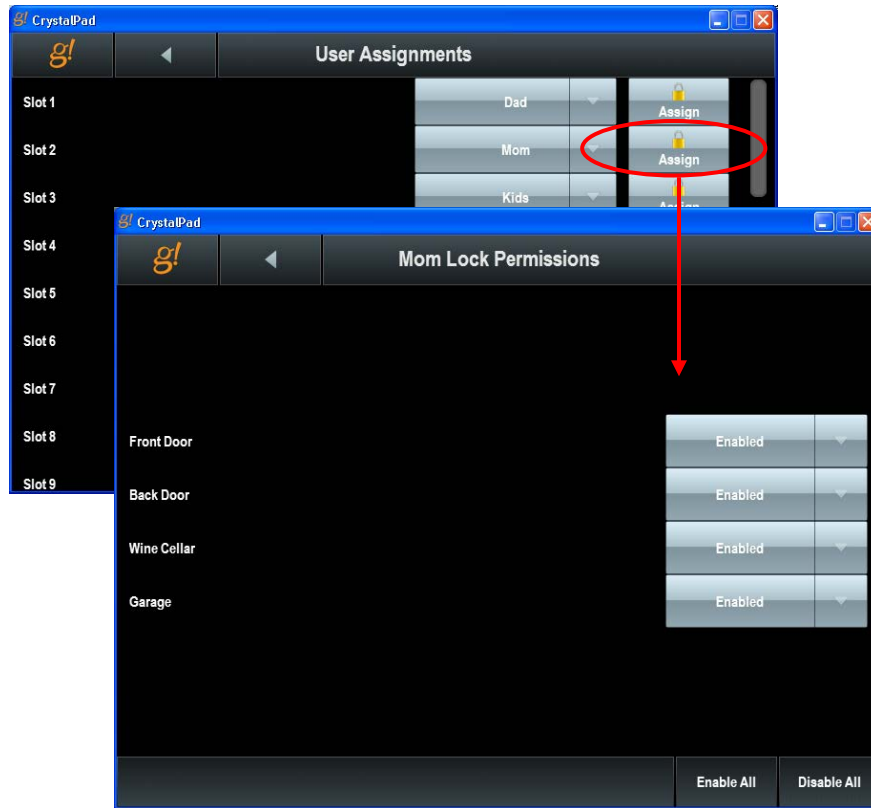 g! CrystalPad
g! User Assignments
Slot 1 Dad Assign
Slot 2 Mom Assign
Slot 3 Kids Assign
g! CrystalPad
Slot 4
g! Mom Lock Permissions
Slot 5
Slot 6
Slot 7
Slot 8
Front Door Enabled
Slot 9
Back Door Enabled
Wine Cellar Enabled
Garage Enabled
Enable All Disable All